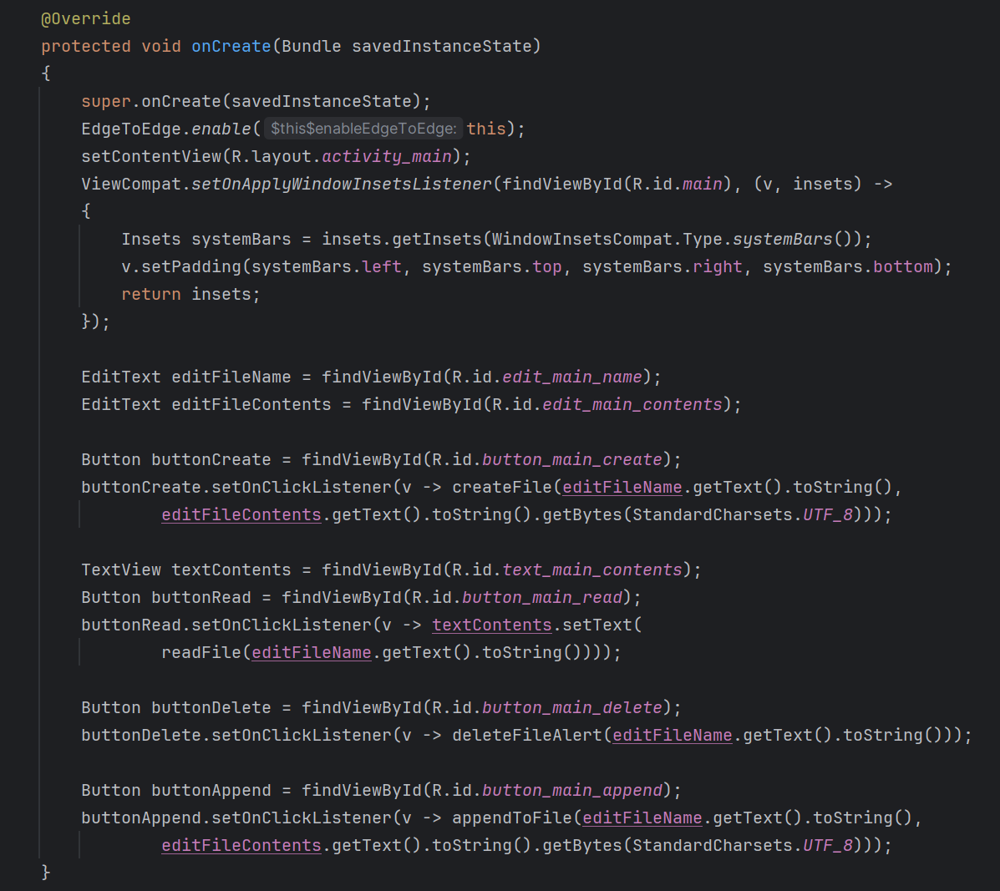 @Override
protected void onCreate(Bundle savedInstanceState)
{
super.onCreate(savedInstanceState);
EdgeToEdge.enable( $this$enableEdgeToEdge: this);
setContentView(R.layout.activity_main);
ViewCompat.setOnApplyWindowInsetsListener(findViewById(R.id.main), (v, insets) ->
{
Insets systemBars = insets.getInsets(WindowInsetsCompat.Type.systemBars());
v.setPadding(systemBars.left, systemBars.top, systemBars.right, systemBars.bottom);
return insets;
});
EditText editFileName = findViewById(R.id.edit_main_name);
EditText editFileContents = findViewById(R.id.edit_main_contents);
Button buttonCreate = findViewById(R.id.button_main_create);
buttonCreate.setOnClickListener(v -> createFile(editFileName.getText().toString(),
editFileContents.getText().toString().getBytes(StandardCharsets.UTF_8)));
TextView textContents = findViewById(R.id.text_main_contents);
Button buttonRead = findViewById(R.id.button_main_read);
buttonRead.setOnClickListener(v -> textContents.setText(
readFile(editFileName.getText().toString())));
Button buttonDelete = findViewById(R.id.button_main_delete);
buttonDelete.setOnClickListener(v -> deleteFileAlert(editFileName.getText().toString()));
Button buttonAppend = findViewById(R.id.button_main_append);
buttonAppend.setOnClickListener(v -> appendToFile(editFileName.getText().toString(),
editFileContents.getText().toString().getBytes(StandardCharsets.UTF_8)));
}